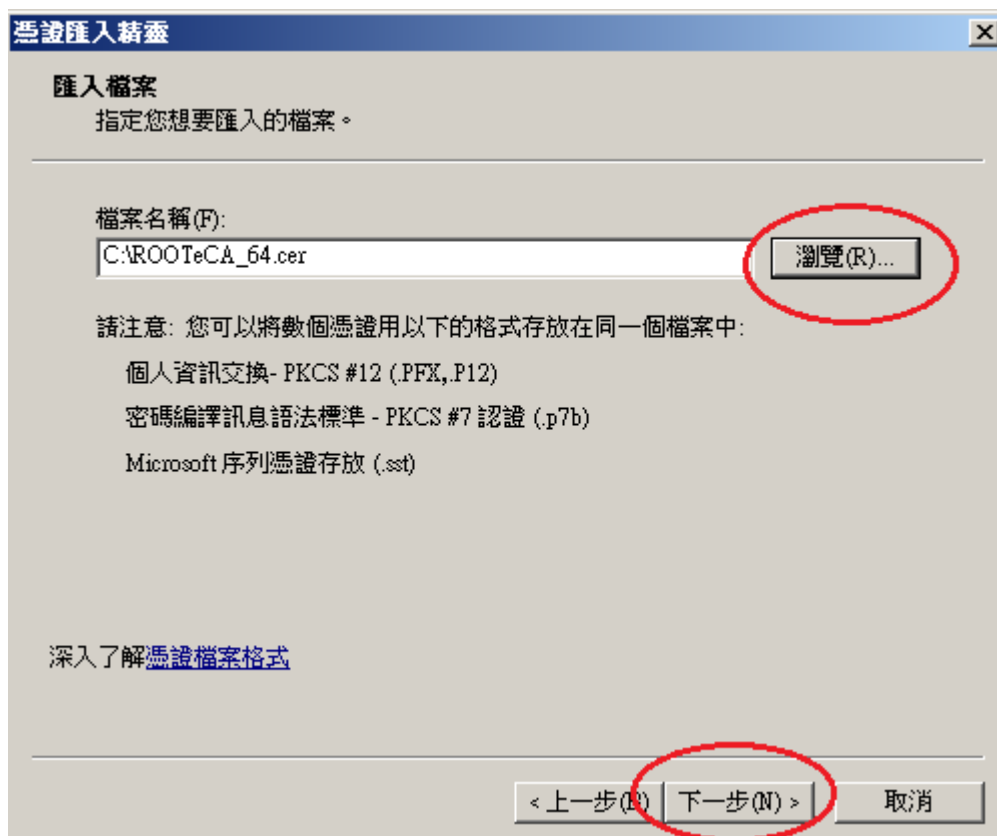 憑證匯入精靈
匯入檔案
指定您想要匯入的檔案。
檔案名稱(F):
C:\ROOTeCA_64.cer
瀏覽(R)...
請注意: 您可以將數個憑證用以下的格式存放在同一個檔案中:
個人資訊交換- PKCS #12 (.PFX,.P12)
密碼編譯訊息語法標準 - PKCS #7 認證 (.p7b)
Microsoft 序列憑證存放 (.sst)
深入了解憑證檔案格式
< 上一步(B) 下一步(N) > 取消